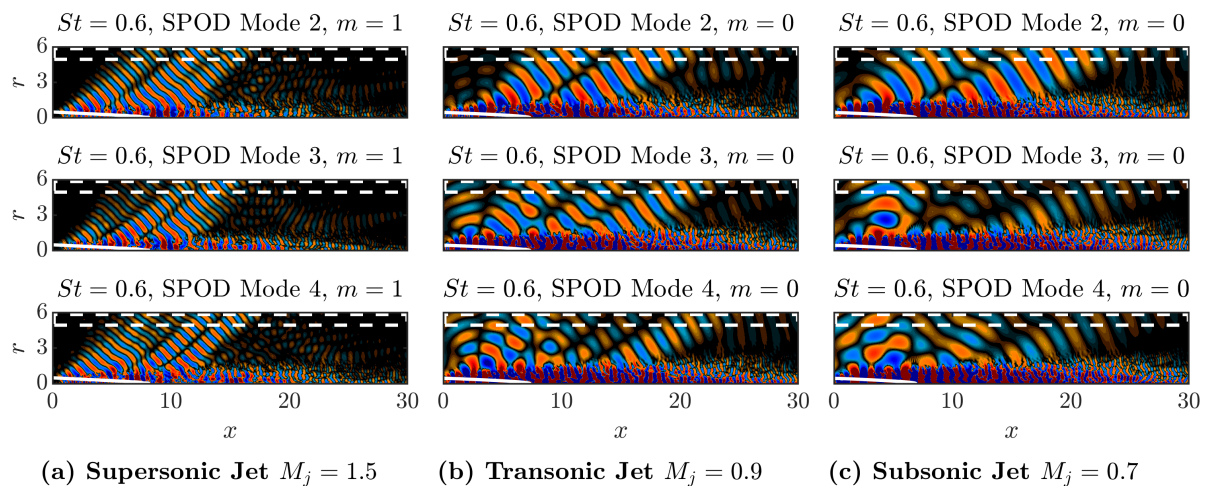 St = 0.6, SPOD Mode 2, m = 1
St = 0.6, SPOD Mode 2, m = 0
St = 0.6, SPOD Mode 2, m = 0
6
r 3
0
St = 0.6, SPOD Mode 3, m = 1
St = 0.6, SPOD Mode 3, m = 0
St = 0.6, SPOD Mode 3, m = 0
6
r 3
0
St = 0.6, SPOD Mode 4, m = 1
St = 0.6, SPOD Mode 4, m = 0
St = 0.6, SPOD Mode 4, m = 0
6
r 3
0
0 10 20 30
0 10 20 30
0 10 20 30
x
x
x
(a) Supersonic Jet M_j = 1.5
(b) Transonic Jet M_j = 0.9
(c) Subsonic Jet M_j = 0.7